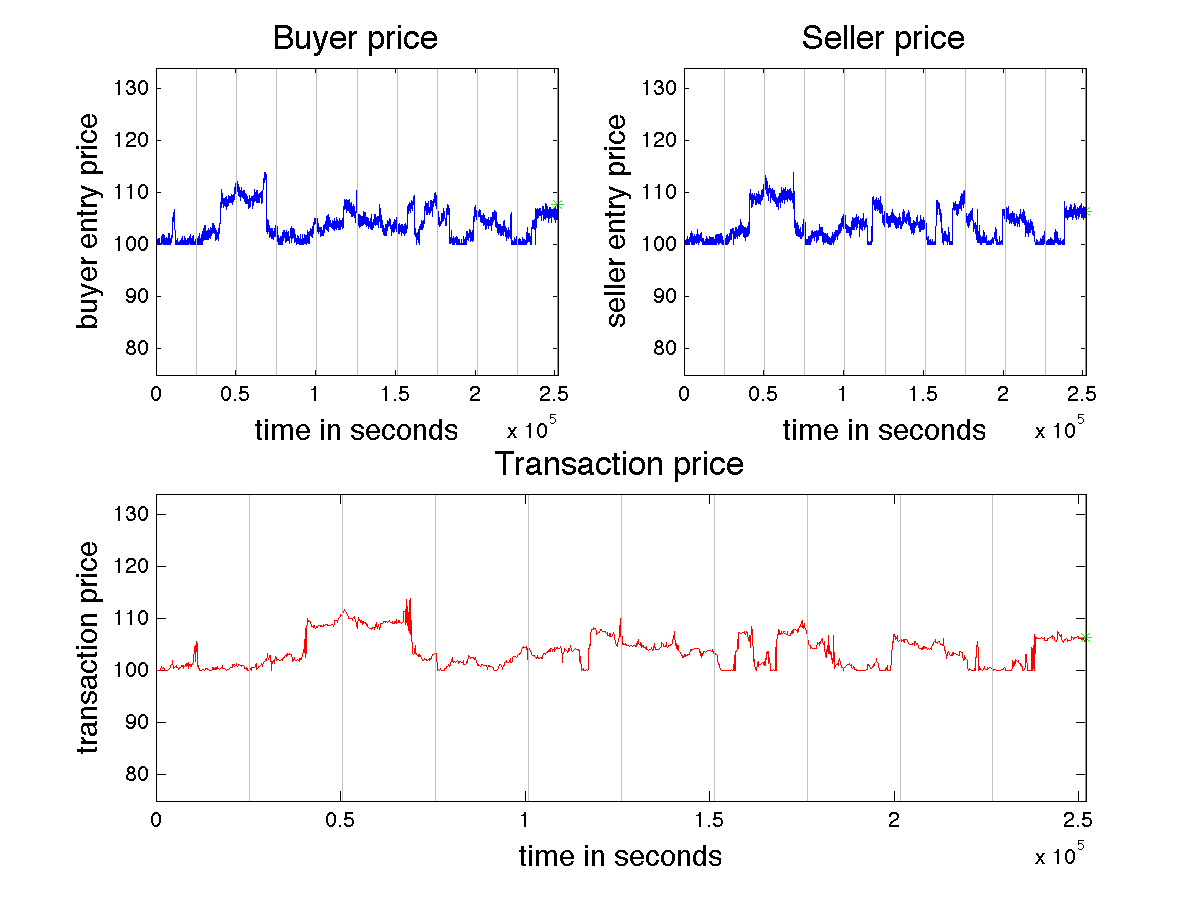 Buyer price
130
120
110
100
90
80
buyer entry price
0 0.5 1 1.5 2 2.5
time in seconds
x 10^5
Seller price
130
120
110
100
90
80
seller entry price
0 0.5 1 1.5 2 2.5
time in seconds
x 10^5
Transaction price
130
120
110
100
90
80
transaction price
0 0.5 1 1.5 2 2.5
time in seconds
x 10^5